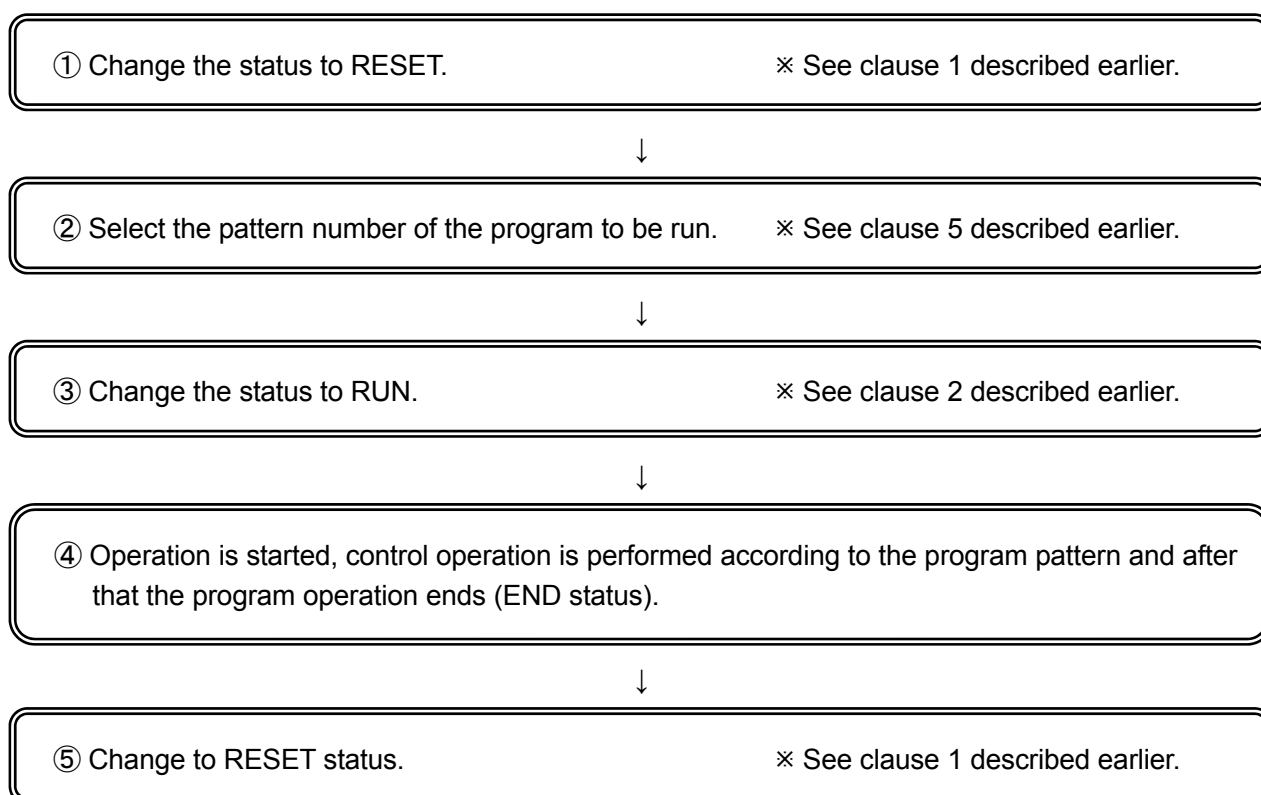 ① Change the status to RESET. ※ See clause 1 described earlier.
↓
② Select the pattern number of the program to be run. ※ See clause 5 described earlier.
↓
③ Change the status to RUN. ※ See clause 2 described earlier.
↓
④ Operation is started, control operation is performed according to the program pattern and after
that the program operation ends (END status).
↓
⑤ Change to RESET status. ※ See clause 1 described earlier.